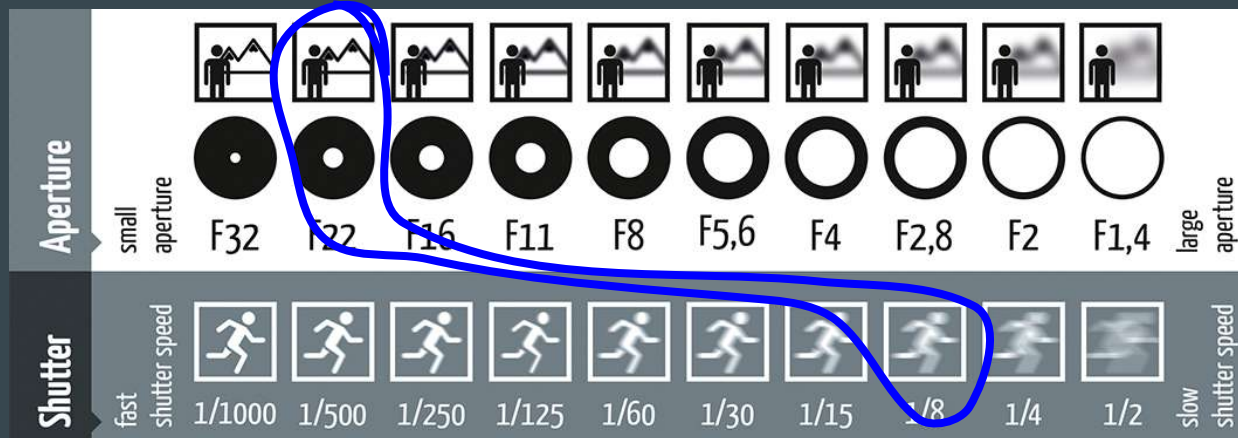 Aperture
small
aperture
F32 F22 F16 F11 F8 F5,6 F4 F2,8 F2 F1,4
large
aperture
Shutter
fast
shutter speed
1/1000 1/500 1/250 1/125 1/60 1/30 1/15 1/8 1/4 1/2
slow
shutter speed